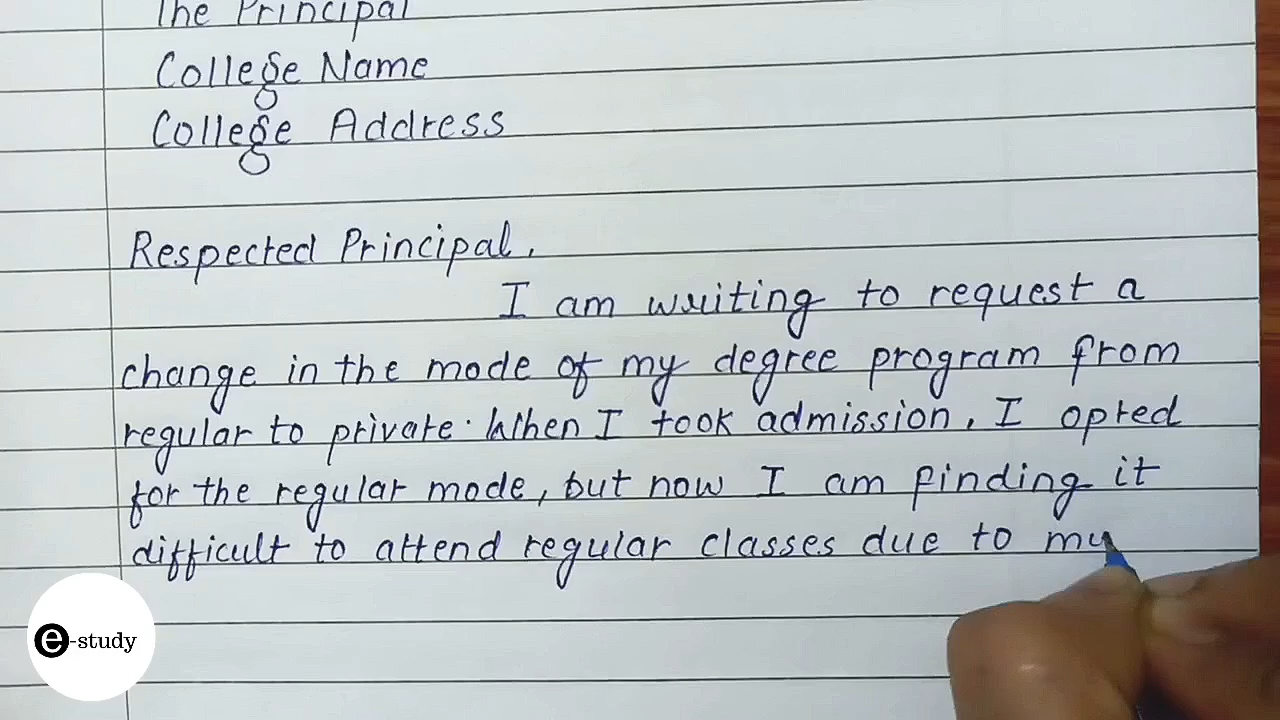 The Principal
College Name
College Address
Respected Principal,
I am writing to request a
change in the mode of my degree program from
regular to private. When I took admission, I opted
for the regular mode, but now I am finding it
difficult to attend regular classes due to my
e-study